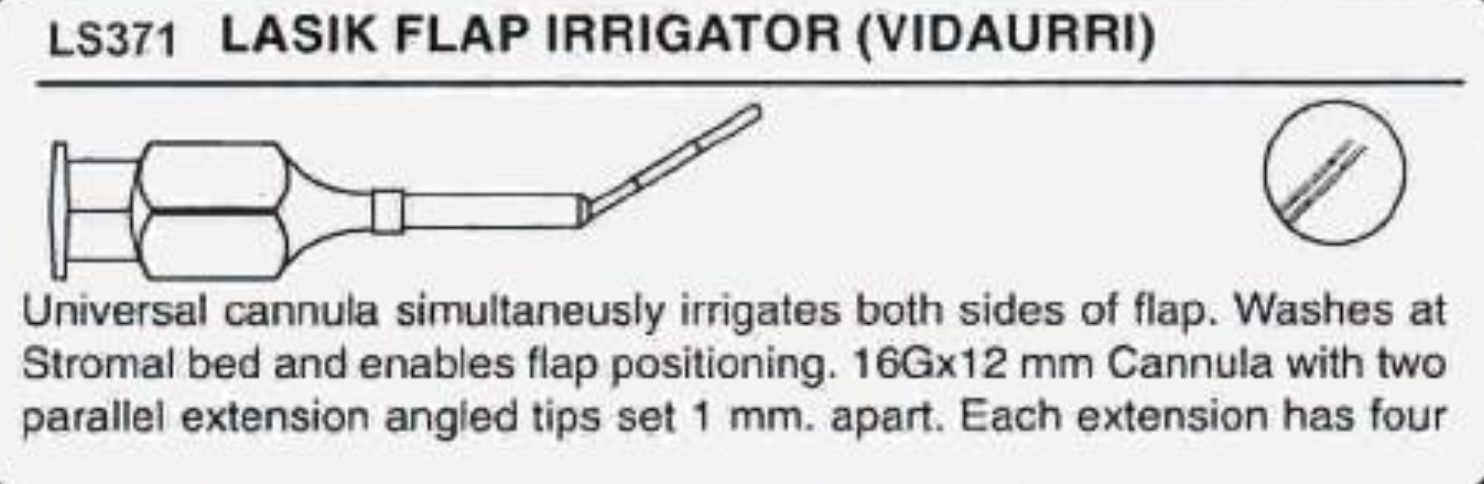 LS371 LASIK FLAP IRRIGATOR (VIDAURRI)
Universal cannula simultaneusly irrigates both sides of flap. Washes at
Stromal bed and enables flap positioning. 16Gx12 mm Cannula with two
parallel extension angled tips set 1 mm. apart. Each extension has four